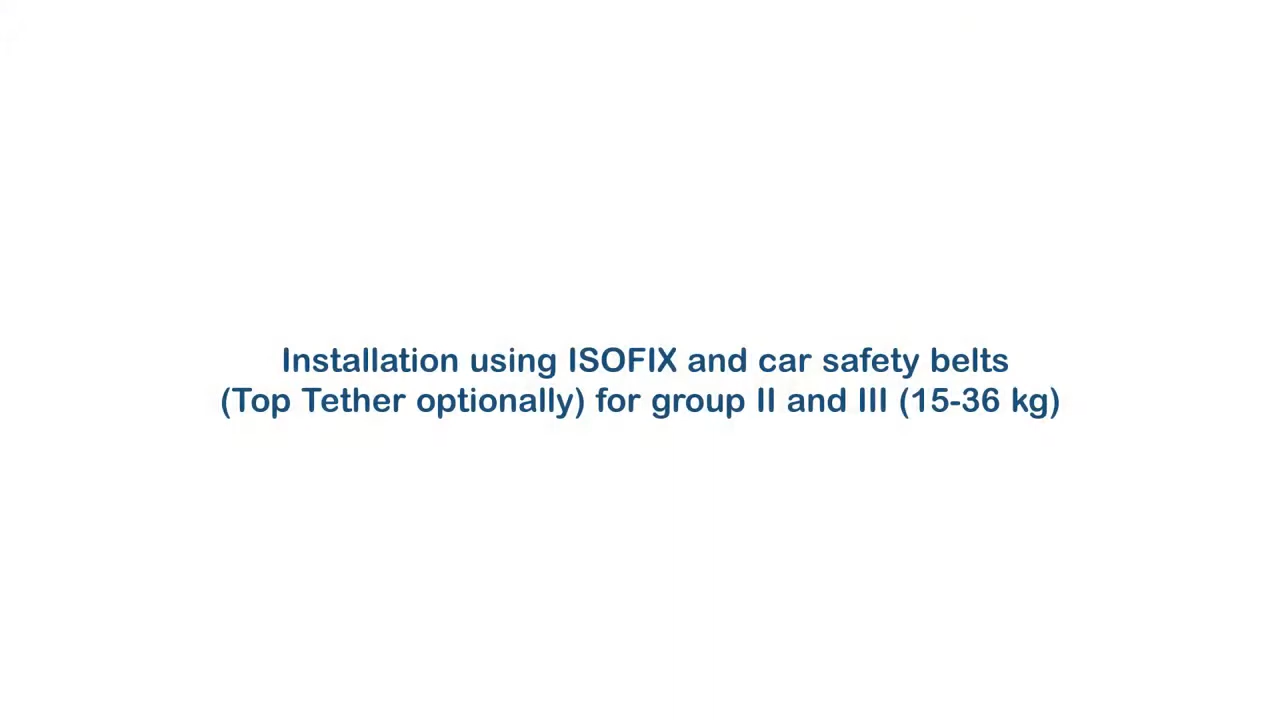 Installation using ISOFIX and car safety belts
(Top Tether optionally) for group II and III (15-36 kg)